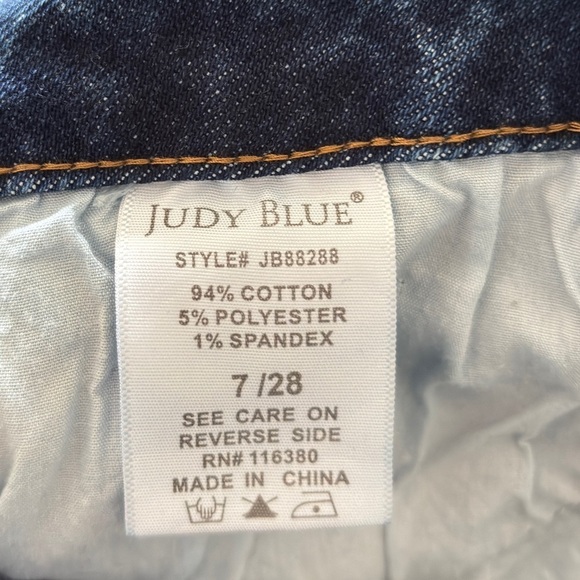 JUDY BLUE®
STYLE# JB88288
94% COTTON
5% POLYESTER
1% SPANDEX
7 /28
SEE CARE ON
REVERSE SIDE
RN# 116380
MADE IN CHINA